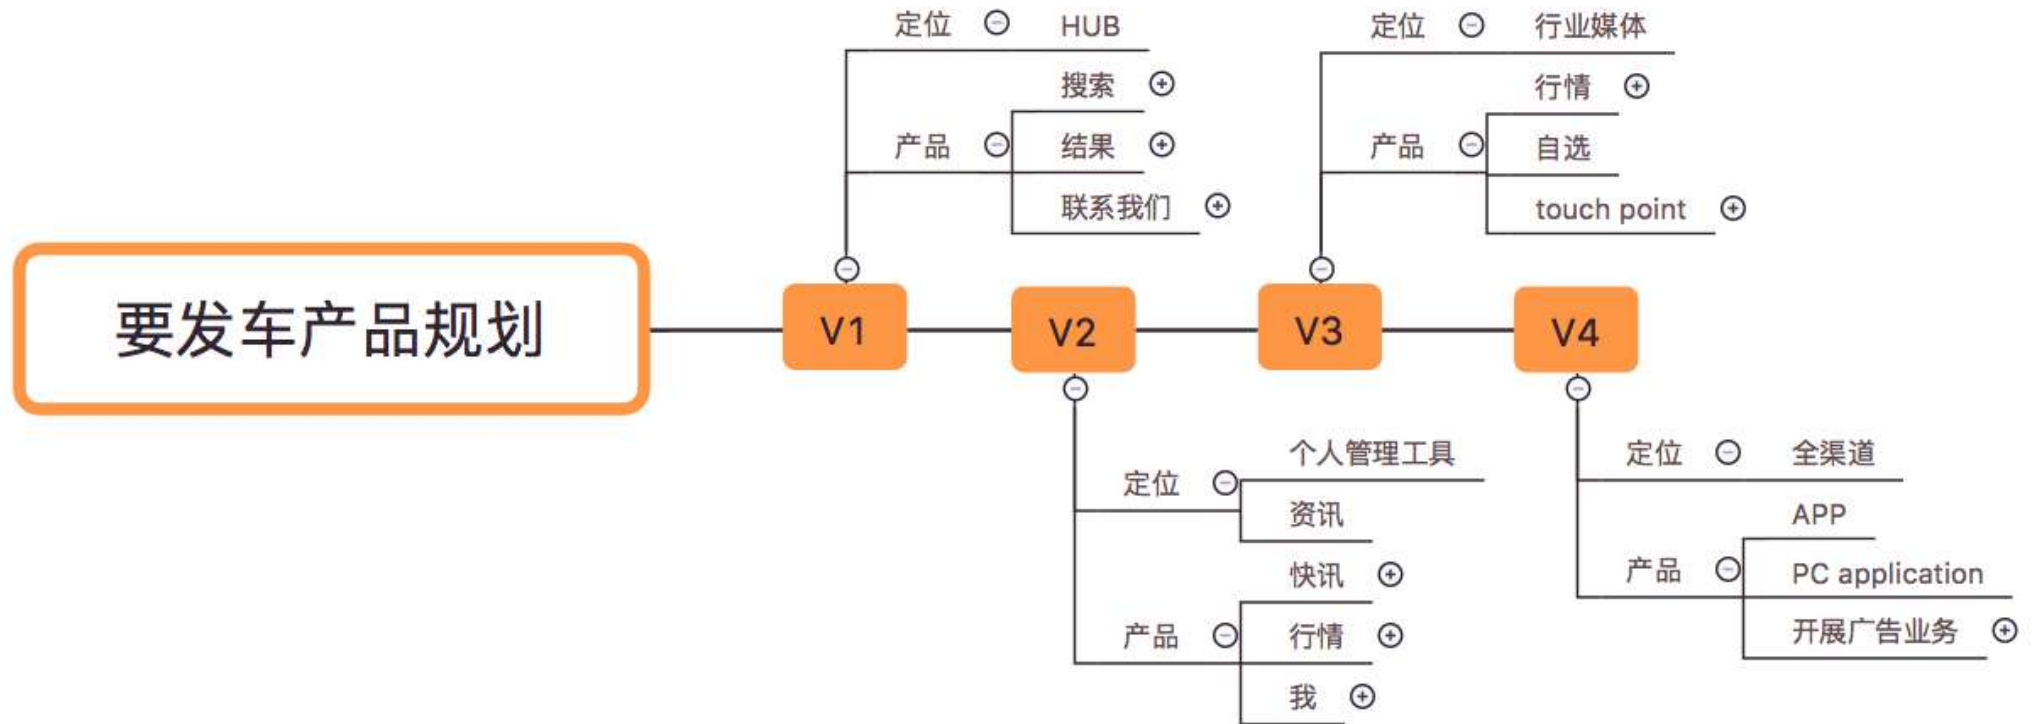 要发车产品规划
V1
定位
HUB
产品
搜索
结果
联系我们
V2
定位
个人管理工具
资讯
产品
快讯
行情
我
V3
定位
行业媒体
产品
行情
自选
touch point
V4
定位
全渠道
产品
APP
PC application
开展广告业务